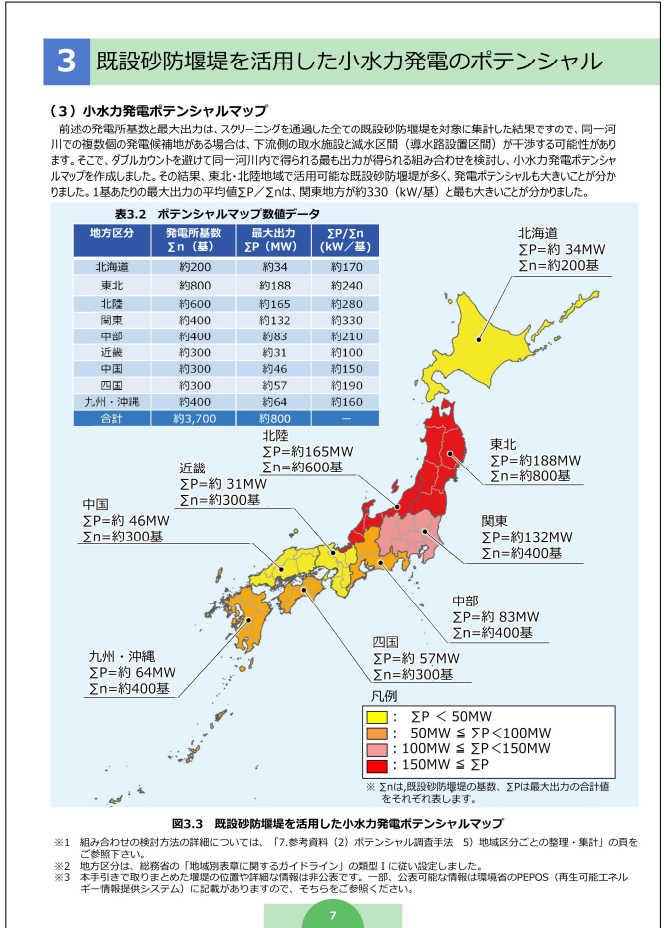 3 既設砂防堰堤を活用した小水力発電のポテンシャル
（3）小水力発電ポテンシャルマップ
前述の発電所基数と最大出力は、スクリーニングを通過した全ての既設砂防堰堤を対象に集計した結果ですので、同一河
川での複数個の発電候補地がある場合は、下流側の取水施設と減水区間（導水路設置区間）が干渉する可能性があり
ます。そこで、ダブルカウントを避けて同一河川内で得られる最も出力が得られる組み合わせを検討し、小水力発電ポテンシャ
ルマップを作成しました。その結果、東北・北陸地域で活用可能な既設砂防堰堤が多く、発電ポテンシャルも大きいことが分か
りました。1基あたりの最大出力の平均値∑P／∑nは、関東地方が約330（kW/基）と最も大きいことが分かりました。
表3.2 ポテンシャルマップ数値データ
地方区分 発電所基数 最大出力 ∑P/∑n
∑n（基） ∑P（MW） (kW／基)
北海道 約200 約34 約170
東北 約800 約188 約240
北陸 約600 約165 約280
関東 約400 約132 約330
中部 約400 約83 約210
近畿 約300 約31 約100
中国 約300 約46 約150
四国 約300 約57 約190
九州・沖縄 約400 約64 約160
合計 約3,700 約800 －
北海道
∑P=約 34MW
∑n=約200基
北陸
∑P=約165MW
∑n=約600基
東北
∑P=約188MW
∑n=約800基
近畿
∑P=約 31MW
∑n=約300基
中国
∑P=約 46MW
∑n=約300基
関東
∑P=約132MW
∑n=約400基
中部
∑P=約 83MW
∑n=約400基
四国
∑P=約 57MW
∑n=約300基
九州・沖縄
∑P=約 64MW
∑n=約400基
凡例
： ∑P ＜ 50MW
： 50MW ≦ ∑P＜100MW
：100MW ≦ ∑P＜150MW
：150MW ≦ ∑P
※ ∑nは,既設砂防堰堤の基数、∑Pは最大出力の合計値
をそれぞれ表します。
図3.3 既設砂防堰堤を活用した小水力発電ポテンシャルマップ
※1 組み合わせの検討方法の詳細については、「7.参考資料（2）ポテンシャル調査手法 5）地域区分ごとの整理・集計」の頁を
ご参照下さい。
※2 地方区分は、総務省の「地域別表章に関するガイドライン」の類型Ⅰに従い設定しました。
※3 本手引きで取りまとめた堰堤の位置や詳細な情報は非公表です。一部、公表可能な情報は環境省のPEPOS（再生可能エネル
ギー情報提供システム）に記載がありますので、そちらをご参照ください。
7